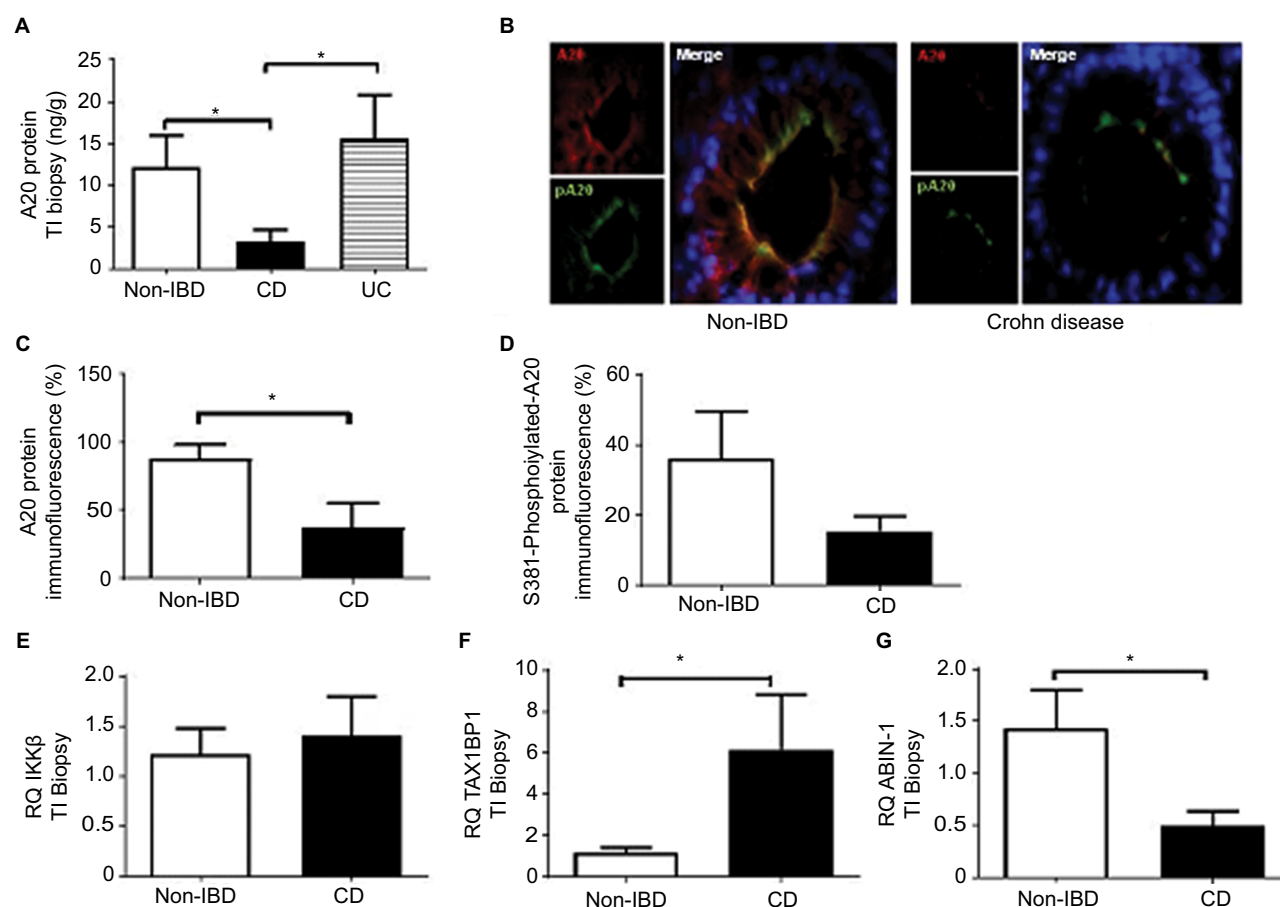 A
A20 protein
TI biopsy (ng/g)
25
20
15
10
5
0
*
*
Non-IBD
CD
UC
B
A20
Merge
pA20
A20
Merge
pA20
Non-IBD
Crohn disease
C
A20 protein
immunofluorescence (%)
150
100
50
0
*
Non-IBD
CD
D
S381-Phosphoiylated-A20
protein
immunofluorescence (%)
60
40
20
0
Non-IBD
CD
E
RQ IKKβ
TI Biopsy
2.0
1.5
1.0
0.5
0
Non-IBD
CD
F
RQ TAX1BP1
TI Biopsy
10
8
6
4
2
0
*
Non-IBD
CD
G
RQ ABIN-1
TI Biopsy
2.0
1.5
1.0
0.5
0
*
Non-IBD
CD